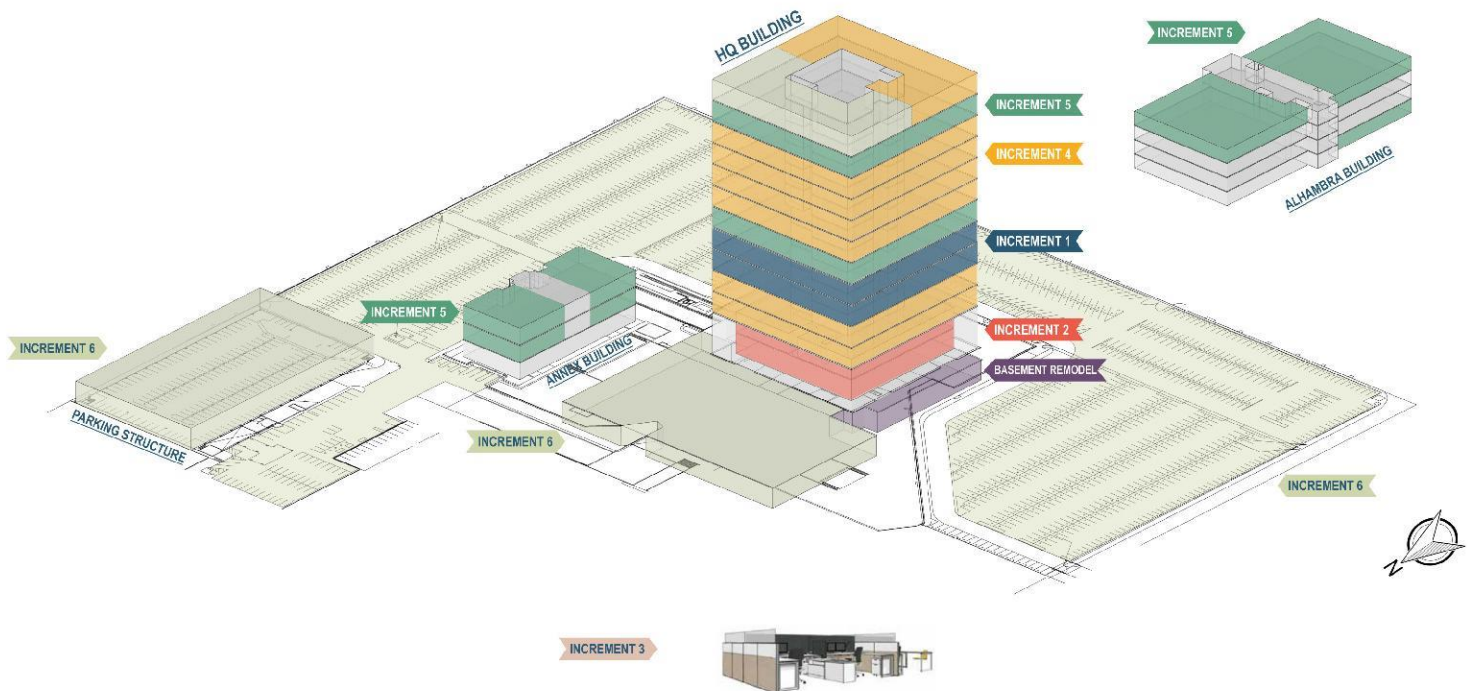 HQ BUILDING
INCREMENT 5
INCREMENT 5
INCREMENT 4
ALHAMBRA BUILDING
INCREMENT 1
INCREMENT 5
INCREMENT 6
INCREMENT 2
ANNEX BUILDING
BASEMENT REMODEL
PARKING STRUCTURE
INCREMENT 6
INCREMENT 6
N
INCREMENT 3